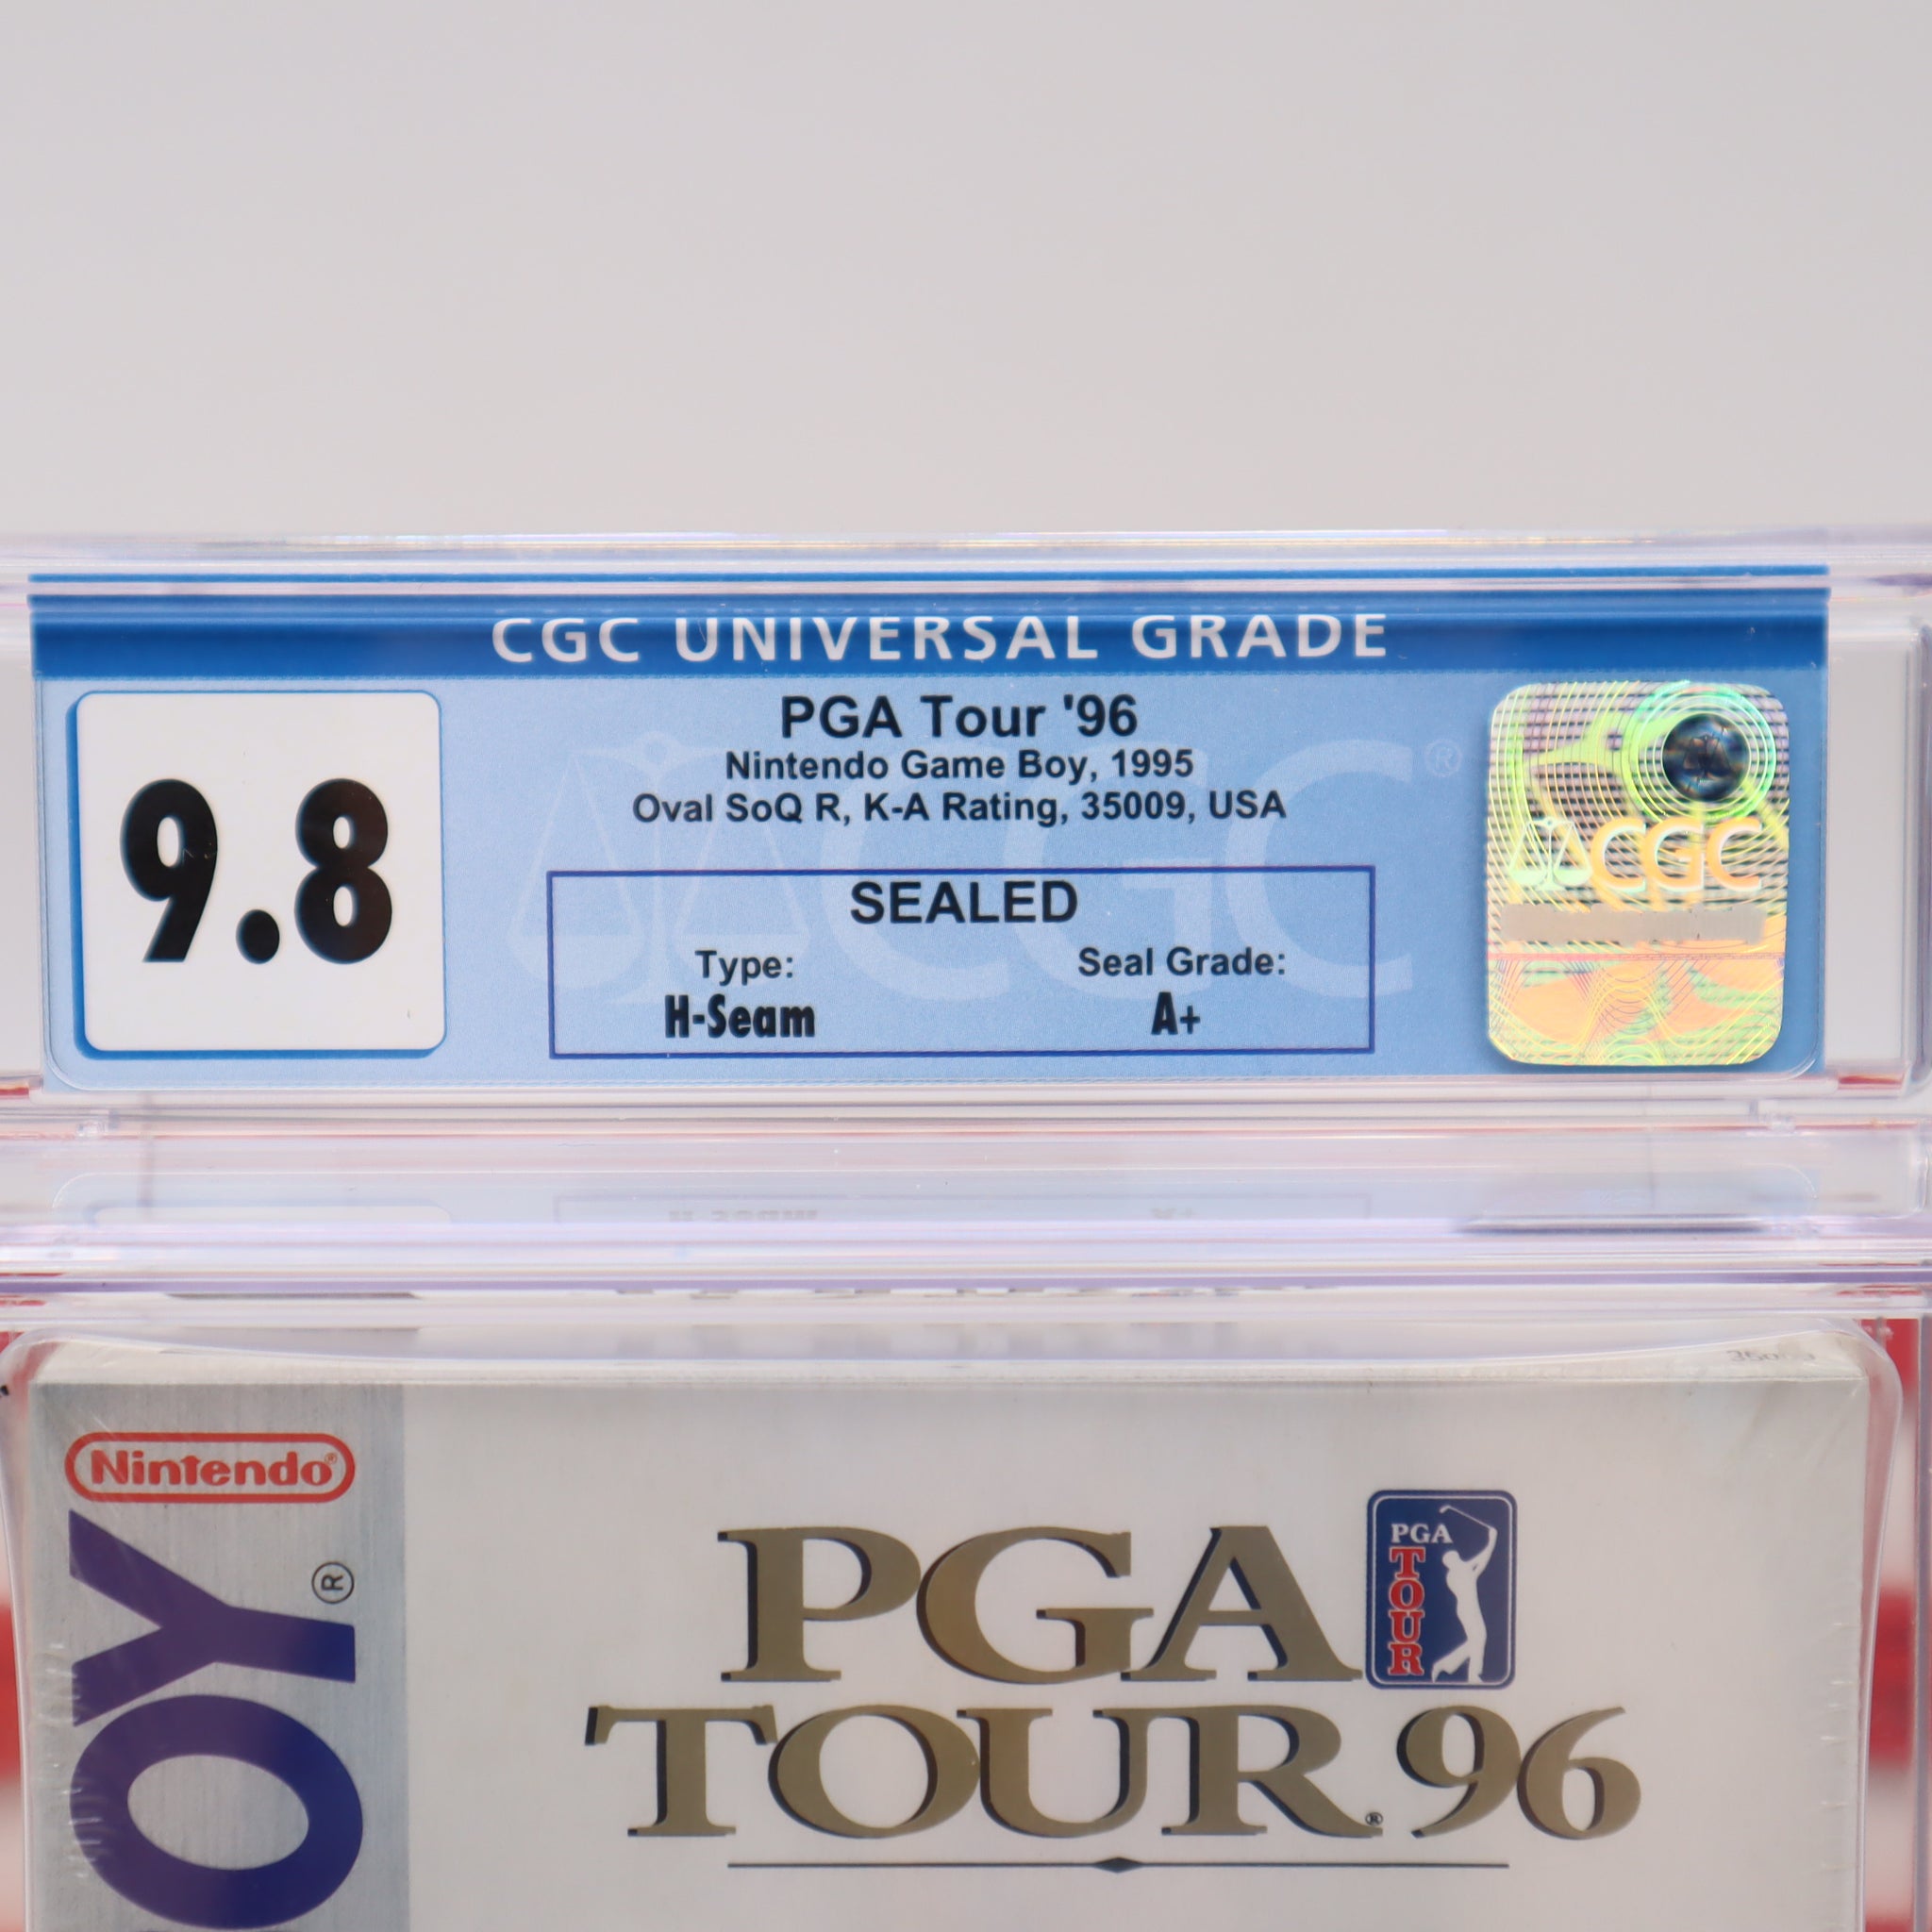 CGC UNIVERSAL GRADE
9.8
PGA Tour '96
Nintendo Game Boy, 1995
Oval SoQ R, K-A Rating, 35009, USA
SEALED
Type:
H-Seam
Seal Grade:
A+
CGC
CGC®
Nintendo®
OY®
PGA
PGA
TOUR
TOUR® 96